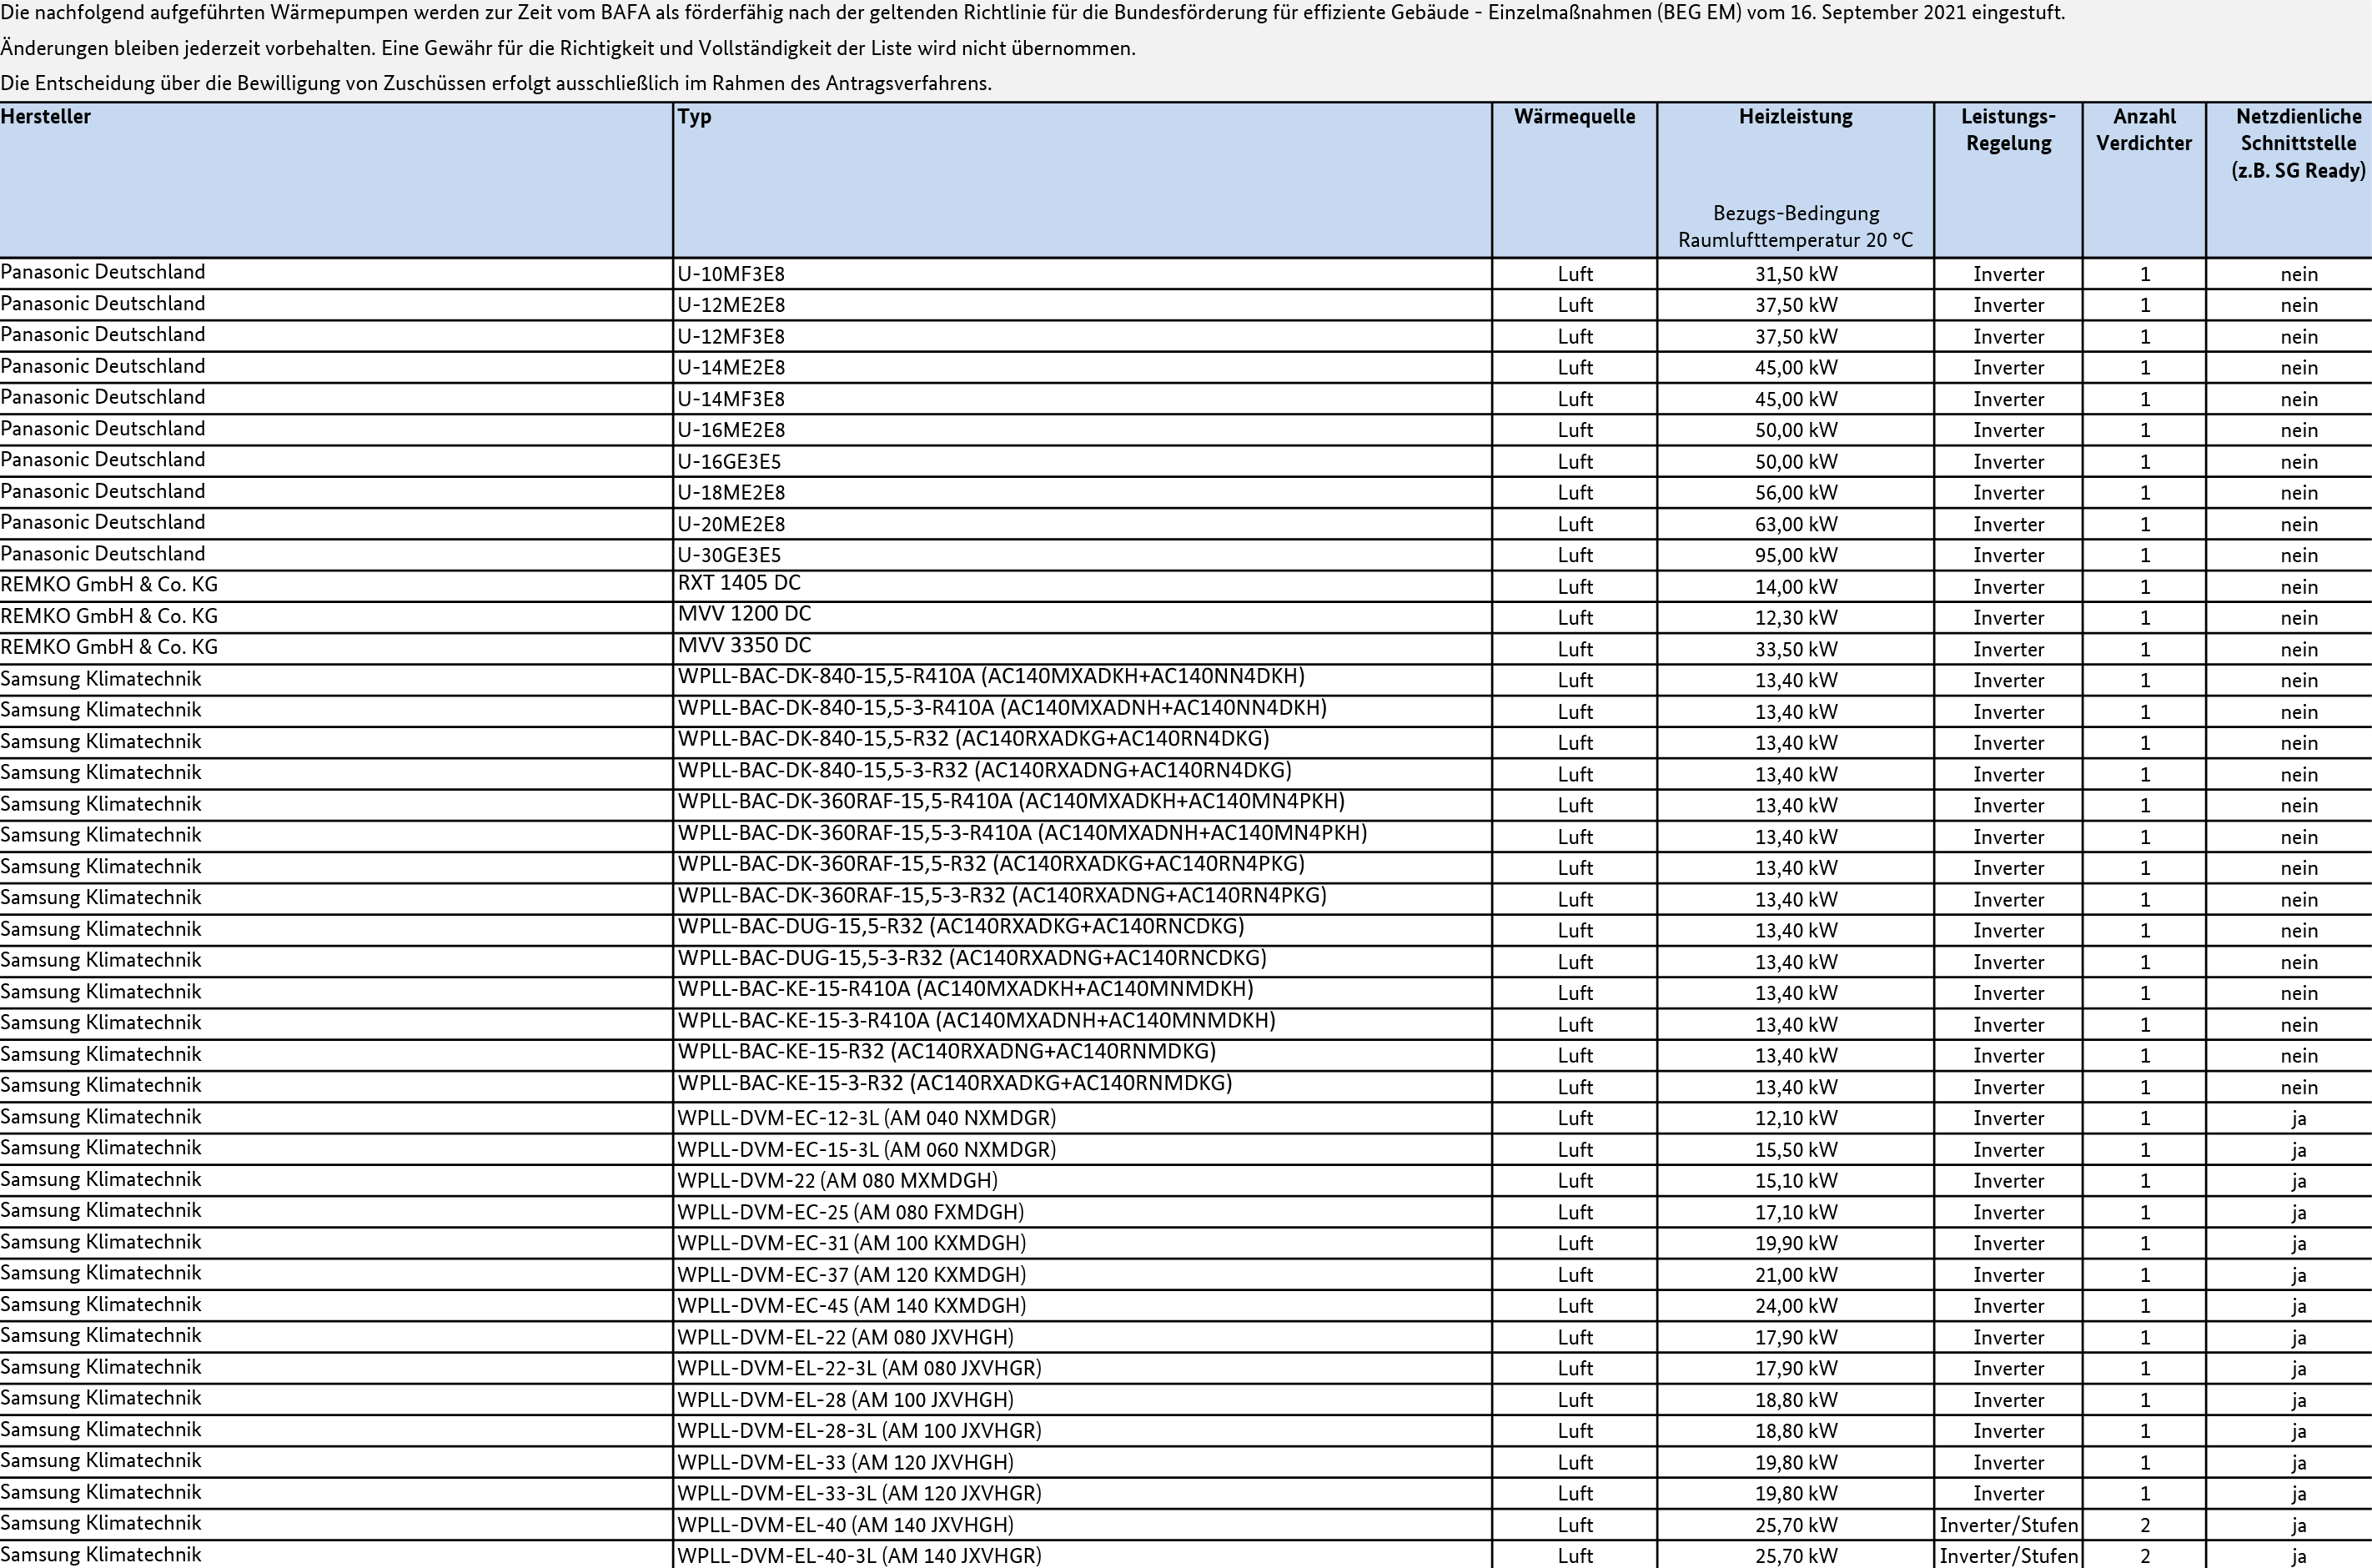 Die nachfolgend aufgeführten Wärmepumpen werden zur Zeit vom BAFA als förderfähig nach der geltenden Richtlinie für die Bundesförderung für effiziente Gebäude - Einzelmaßnahmen (BEG EM) vom 16. September 2021 eingestuft.
Änderungen bleiben jederzeit vorbehalten. Eine Gewähr für die Richtigkeit und Vollständigkeit der Liste wird nicht übernommen.
Die Entscheidung über die Bewilligung von Zuschüssen erfolgt ausschließlich im Rahmen des Antragsverfahrens.
Hersteller Typ Wärmequelle Heizleistung Leistungs- Anzahl Netzdienliche
Regelung Verdichter Schnittstelle
(z.B. SG Ready)
Bezugs-Bedingung
Raumlufttemperatur 20 °C
Panasonic Deutschland U-10MF3E8 Luft 31,50 kW Inverter 1 nein
Panasonic Deutschland U-12ME2E8 Luft 37,50 kW Inverter 1 nein
Panasonic Deutschland U-12MF3E8 Luft 37,50 kW Inverter 1 nein
Panasonic Deutschland U-14ME2E8 Luft 45,00 kW Inverter 1 nein
Panasonic Deutschland U-14MF3E8 Luft 45,00 kW Inverter 1 nein
Panasonic Deutschland U-16ME2E8 Luft 50,00 kW Inverter 1 nein
Panasonic Deutschland U-16GE3E5 Luft 50,00 kW Inverter 1 nein
Panasonic Deutschland U-18ME2E8 Luft 56,00 kW Inverter 1 nein
Panasonic Deutschland U-20ME2E8 Luft 63,00 kW Inverter 1 nein
Panasonic Deutschland U-30GE3E5 Luft 95,00 kW Inverter 1 nein
REMKO GmbH & Co. KG RXT 1405 DC Luft 14,00 kW Inverter 1 nein
REMKO GmbH & Co. KG MVV 1200 DC Luft 12,30 kW Inverter 1 nein
REMKO GmbH & Co. KG MVV 3350 DC Luft 33,50 kW Inverter 1 nein
Samsung Klimatechnik WPLL-BAC-DK-840-15,5-R410A (AC140MXADKH+AC140NN4DKH) Luft 13,40 kW Inverter 1 nein
Samsung Klimatechnik WPLL-BAC-DK-840-15,5-3-R410A (AC140MXADNH+AC140NN4DKH) Luft 13,40 kW Inverter 1 nein
Samsung Klimatechnik WPLL-BAC-DK-840-15,5-R32 (AC140RXADKG+AC140RN4DKG) Luft 13,40 kW Inverter 1 nein
Samsung Klimatechnik WPLL-BAC-DK-840-15,5-3-R32 (AC140RXADNG+AC140RN4DKG) Luft 13,40 kW Inverter 1 nein
Samsung Klimatechnik WPLL-BAC-DK-360RAF-15,5-R410A (AC140MXADKH+AC140MN4PKH) Luft 13,40 kW Inverter 1 nein
Samsung Klimatechnik WPLL-BAC-DK-360RAF-15,5-3-R410A (AC140MXADNH+AC140MN4PKH) Luft 13,40 kW Inverter 1 nein
Samsung Klimatechnik WPLL-BAC-DK-360RAF-15,5-R32 (AC140RXADKG+AC140RN4PKG) Luft 13,40 kW Inverter 1 nein
Samsung Klimatechnik WPLL-BAC-DK-360RAF-15,5-3-R32 (AC140RXADNG+AC140RN4PKG) Luft 13,40 kW Inverter 1 nein
Samsung Klimatechnik WPLL-BAC-DUG-15,5-R32 (AC140RXADKG+AC140RNCDKG) Luft 13,40 kW Inverter 1 nein
Samsung Klimatechnik WPLL-BAC-DUG-15,5-3-R32 (AC140RXADNG+AC140RNCDKG) Luft 13,40 kW Inverter 1 nein
Samsung Klimatechnik WPLL-BAC-KE-15-R410A (AC140MXADKH+AC140MNMDKH) Luft 13,40 kW Inverter 1 nein
Samsung Klimatechnik WPLL-BAC-KE-15-3-R410A (AC140MXADNH+AC140MNMDKH) Luft 13,40 kW Inverter 1 nein
Samsung Klimatechnik WPLL-BAC-KE-15-R32 (AC140RXADNG+AC140RNMDKG) Luft 13,40 kW Inverter 1 nein
Samsung Klimatechnik WPLL-BAC-KE-15-3-R32 (AC140RXADKG+AC140RNMDKG) Luft 13,40 kW Inverter 1 nein
Samsung Klimatechnik WPLL-DVM-EC-12-3L (AM 040 NXMDGR) Luft 12,10 kW Inverter 1 ja
Samsung Klimatechnik WPLL-DVM-EC-15-3L (AM 060 NXMDGR) Luft 15,50 kW Inverter 1 ja
Samsung Klimatechnik WPLL-DVM-22 (AM 080 MXMDGH) Luft 15,10 kW Inverter 1 ja
Samsung Klimatechnik WPLL-DVM-EC-25 (AM 080 FXMDGH) Luft 17,10 kW Inverter 1 ja
Samsung Klimatechnik WPLL-DVM-EC-31 (AM 100 KXMDGH) Luft 19,90 kW Inverter 1 ja
Samsung Klimatechnik WPLL-DVM-EC-37 (AM 120 KXMDGH) Luft 21,00 kW Inverter 1 ja
Samsung Klimatechnik WPLL-DVM-EC-45 (AM 140 KXMDGH) Luft 24,00 kW Inverter 1 ja
Samsung Klimatechnik WPLL-DVM-EL-22 (AM 080 JXVHGH) Luft 17,90 kW Inverter 1 ja
Samsung Klimatechnik WPLL-DVM-EL-22-3L (AM 080 JXVHGR) Luft 17,90 kW Inverter 1 ja
Samsung Klimatechnik WPLL-DVM-EL-28 (AM 100 JXVHGH) Luft 18,80 kW Inverter 1 ja
Samsung Klimatechnik WPLL-DVM-EL-28-3L (AM 100 JXVHGR) Luft 18,80 kW Inverter 1 ja
Samsung Klimatechnik WPLL-DVM-EL-33 (AM 120 JXVHGH) Luft 19,80 kW Inverter 1 ja
Samsung Klimatechnik WPLL-DVM-EL-33-3L (AM 120 JXVHGR) Luft 19,80 kW Inverter 1 ja
Samsung Klimatechnik WPLL-DVM-EL-40 (AM 140 JXVHGH) Luft 25,70 kW Inverter/Stufen 2 ja
Samsung Klimatechnik WPLL-DVM-EL-40-3L (AM 140 JXVHGR) Luft 25,70 kW Inverter/Stufen 2 ja